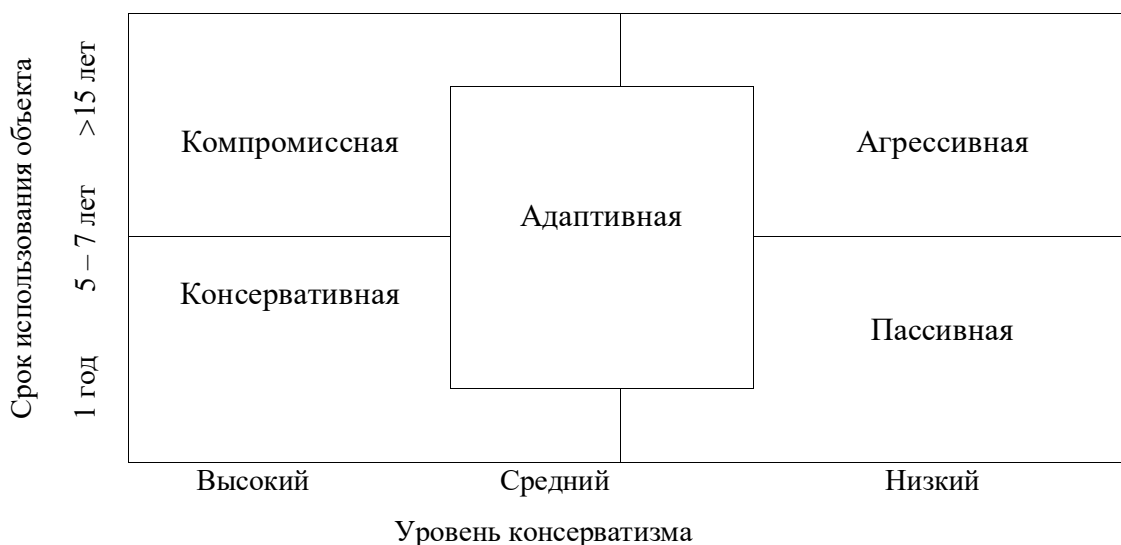 Срок использования объекта
>15 лет
5 – 7 лет
1 год
Компромиссная
Агрессивная
Адаптивная
Консервативная
Пассивная
Высокий
Средний
Низкий
Уровень консерватизма